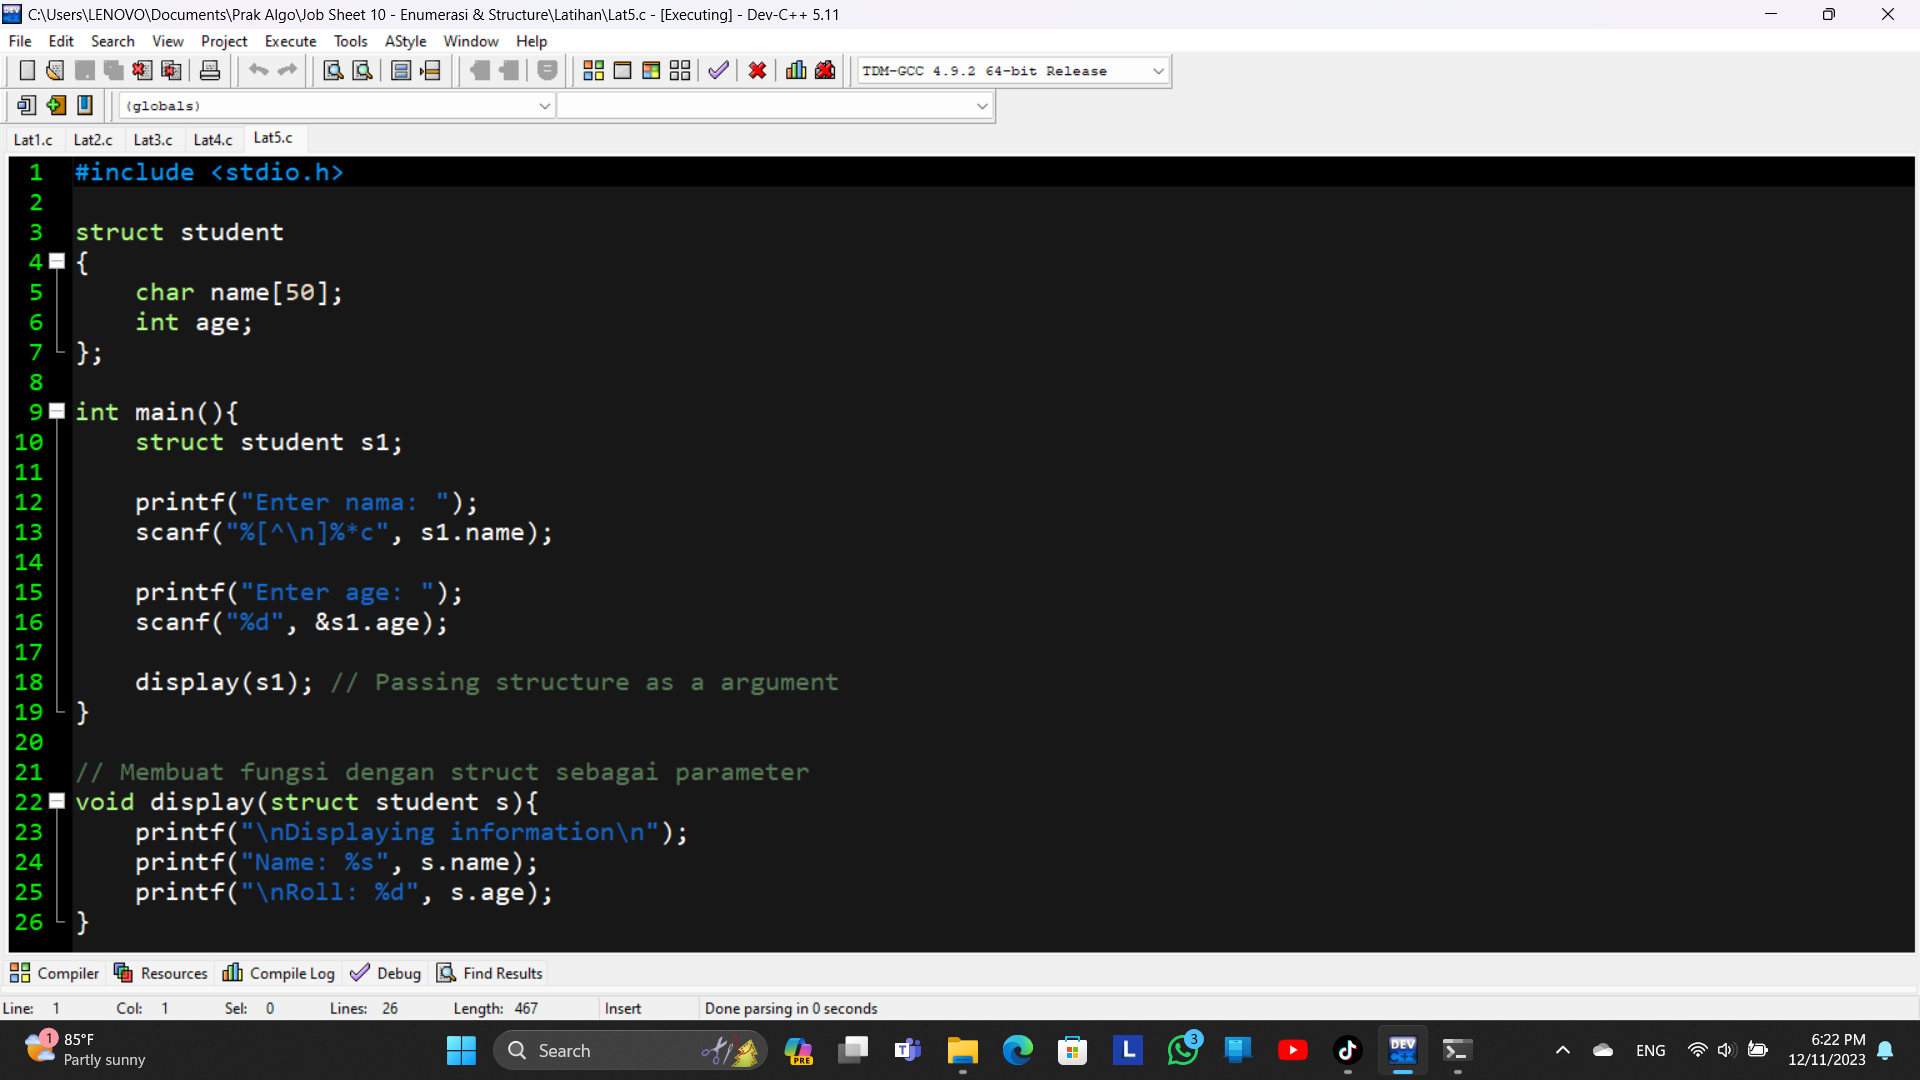 C:\Users\LENOVO\Documents\Prak Algo\Job Sheet 10 - Enumerasi & Structure\Latihan\Lat5.c - [Executing] - Dev-C++ 5.11
File Edit Search View Project Execute Tools AStyle Window Help
TDM-GCC 4.9.2 64-bit Release
(globals)
Lat1.c Lat2.c Lat3.c Lat4.c Lat5.c
1 #include <stdio.h>
2
3 struct student
4 {
5 char name[50];
6 int age;
7 };
8
9 int main(){
10 struct student s1;
11
12 printf("Enter nama: ");
13 scanf("%[^\n]%*c", s1.name);
14
15 printf("Enter age: ");
16 scanf("%d", &s1.age);
17
18 display(s1); // Passing structure as a argument
19 }
20
21 // Membuat fungsi dengan struct sebagai parameter
22 void display(struct student s){
23 printf("\nDisplaying information\n");
24 printf("Name: %s", s.name);
25 printf("\nRoll: %d", s.age);
26 }
Compiler Resources Compile Log Debug Find Results
Line: 1 Col: 1 Sel: 0 Lines: 26 Length: 467 Insert Done parsing in 0 seconds
1 85°F
Partly sunny
Search
PRE
T
L
3
DEV
C++
ENG
6:22 PM
12/11/2023